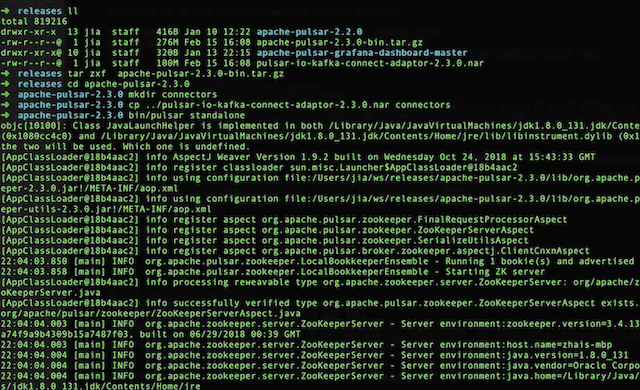 ➜ releases ll
total 819216
drwxr-xr-x 13 jia staff 416B Jan 10 12:22 apache-pulsar-2.2.0
-rw-r--r--@ 1 jia staff 276M Feb 15 16:08 apache-pulsar-2.3.0-bin.tar.gz
drwxr-xr-x@ 10 jia staff 320B Jan 13 22:15 apache-pulsar-grafana-dashboard-master
-rw-r--r--@ 1 jia staff 100M Feb 15 16:08 pulsar-io-kafka-connect-adaptor-2.3.0.nar
➜ releases tar zxf apache-pulsar-2.3.0-bin.tar.gz
➜ releases cd apache-pulsar-2.3.0
➜ apache-pulsar-2.3.0 mkdir connectors
➜ apache-pulsar-2.3.0 cp ../pulsar-io-kafka-connect-adaptor-2.3.0.nar connectors
➜ apache-pulsar-2.3.0 bin/pulsar standalone
objc[10100]: Class JavaLaunchHelper is implemented in both /Library/Java/JavaVirtualMachines/jdk1.8.0_131.jdk/Conte
(0x1080cc4c0) and /Library/Java/JavaVirtualMachines/jdk1.8.0_131.jdk/Contents/Home/jre/lib/libinstrument.dylib (0x1
the two will be used. Which one is undefined.
[AppClassLoader@18b4aac2] info AspectJ Weaver Version 1.9.2 built on Wednesday Oct 24, 2018 at 15:43:33 GMT
[AppClassLoader@18b4aac2] info register classloader sun.misc.Launcher$AppClassLoader@18b4aac2
[AppClassLoader@18b4aac2] info using configuration file:/Users/jia/ws/releases/apache-pulsar-2.3.0/lib/org.apache.z
eper-2.3.0.jar!/META-INF/aop.xml
[AppClassLoader@18b4aac2] info using configuration file:/Users/jia/ws/releases/apache-pulsar-2.3.0/lib/org.apache.p
eper-utils-2.3.0.jar!/META-INF/aop.xml
[AppClassLoader@18b4aac2] info register aspect org.apache.pulsar.zookeeper.FinalRequestProcessorAspect
[AppClassLoader@18b4aac2] info register aspect org.apache.pulsar.zookeeper.ZooKeeperServerAspect
[AppClassLoader@18b4aac2] info register aspect org.apache.pulsar.zookeeper.SerializeUtilsAspect
[AppClassLoader@18b4aac2] info register aspect org.apache.pulsar.broker.zookeeper.aspectj.ClientCnxnAspect
22:04:03.850 [main] INFO org.apache.pulsar.zookeeper.LocalBookkeeperEnsemble - Running 1 bookie(s) and advertised
22:04:03.858 [main] INFO org.apache.pulsar.zookeeper.LocalBookkeeperEnsemble - Starting ZK server
[AppClassLoader@18b4aac2] info processing reweavable type org.apache.zookeeper.server.ZooKeeperServer: org/apache/z
oKeeperServer.java
[AppClassLoader@18b4aac2] info successfully verified type org.apache.pulsar.zookeeper.ZooKeeperServerAspect exists.
org/apache/pulsar/zookeeper/ZooKeeperServerAspect.java
22:04:04.003 [main] INFO org.apache.zookeeper.server.ZooKeeperServer - Server environment:zookeeper.version=3.4.13
a74f9a9b4309b15a7487f03, built on 06/29/2018 00:39 GMT
22:04:04.003 [main] INFO org.apache.zookeeper.server.ZooKeeperServer - Server environment:host.name=zhais-mbp
22:04:04.004 [main] INFO org.apache.zookeeper.server.ZooKeeperServer - Server environment:java.version=1.8.0_131
22:04:04.004 [main] INFO org.apache.zookeeper.server.ZooKeeperServer - Server environment:java.vendor=Oracle Corpo
22:04:04.004 [main] INFO org.apache.zookeeper.server.ZooKeeperServer - Server environment:java.home=/Library/Java/
s/jdk1.8.0_131.jdk/Contents/Home/jre